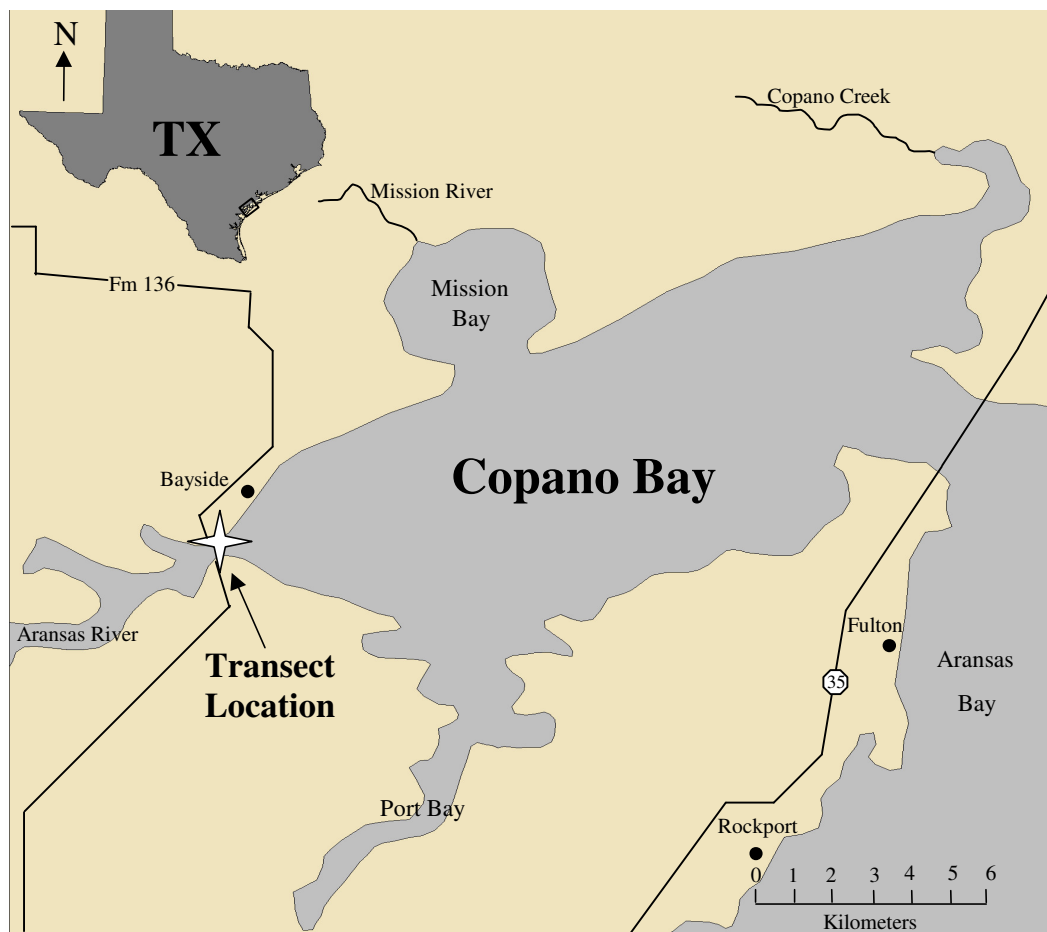 N
TX
Copano Creek
Mission River
Fm 136
Mission
Bay
Bayside
Copano Bay
Aransas River
Fulton
Transect
Location
Aransas
Bay
35
Port Bay
Rockport
0 1 2 3 4 5 6
Kilometers